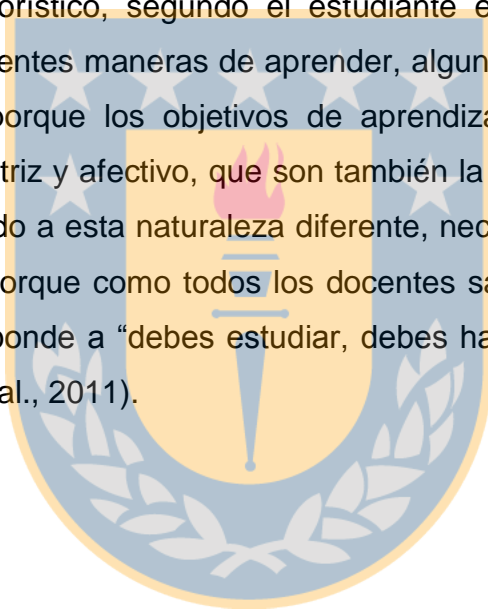 orístico, segundo el estudiante e
entes maneras de aprender, algun
porque los objetivos de aprendiza
triz y afectivo, que son también la
do a esta naturaleza diferente, nec
orque como todos los docentes sa
ponde a “debes estudiar, debes ha
al., 2011).